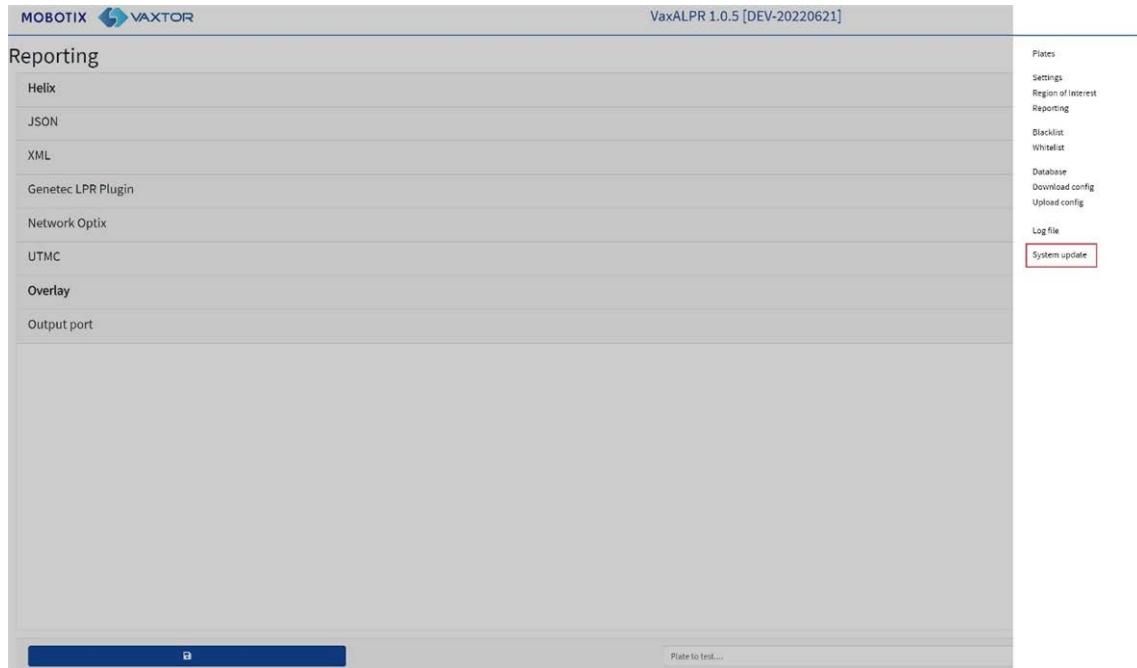 MOBOTIX VAXTOR
VaxALPR 1.0.5 [DEV-20220621]
Reporting
Helix
JSON
XML
Genetec LPR Plugin
Network Optix
UTMC
Overlay
Output port
Plate to test....
Plates
Settings
Region of Interest
Reporting
Blacklist
Whitelist
Database
Download config
Upload config
Log file
System update